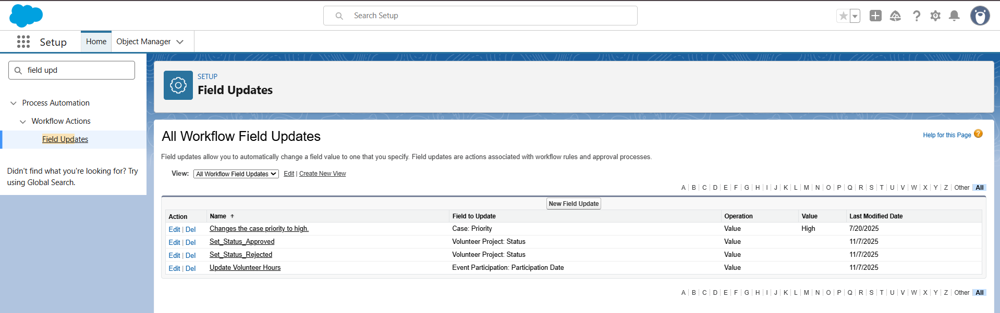 Search Setup
Setup
Home
Object Manager
field upd
Process Automation
Workflow Actions
Field Updates
Didn't find what you're looking for? Try
using Global Search.
SETUP
Field Updates
All Workflow Field Updates
Help for this Page ?
Field updates allow you to automatically change a field value to one that you specify. Field updates are actions associated with workflow rules and approval processes.
View: All Workflow Field Updates Edit | Create New View
A | B | C | D | E | F | G | H | I | J | K | L | M | N | O | P | Q | R | S | T | U | V | W | X | Y | Z | Other | All
New Field Update
Action Name Field to Update Operation Value Last Modified Date
Edit | Del Changes the case priority to high. Case: Priority Value High 7/20/2025
Edit | Del Set_Status_Approved Volunteer Project: Status Value 11/7/2025
Edit | Del Set_Status_Rejected Volunteer Project: Status Value 11/7/2025
Edit | Del Update Volunteer Hours Event Participation: Participation Date Value 11/7/2025
A | B | C | D | E | F | G | H | I | J | K | L | M | N | O | P | Q | R | S | T | U | V | W | X | Y | Z | Other | All